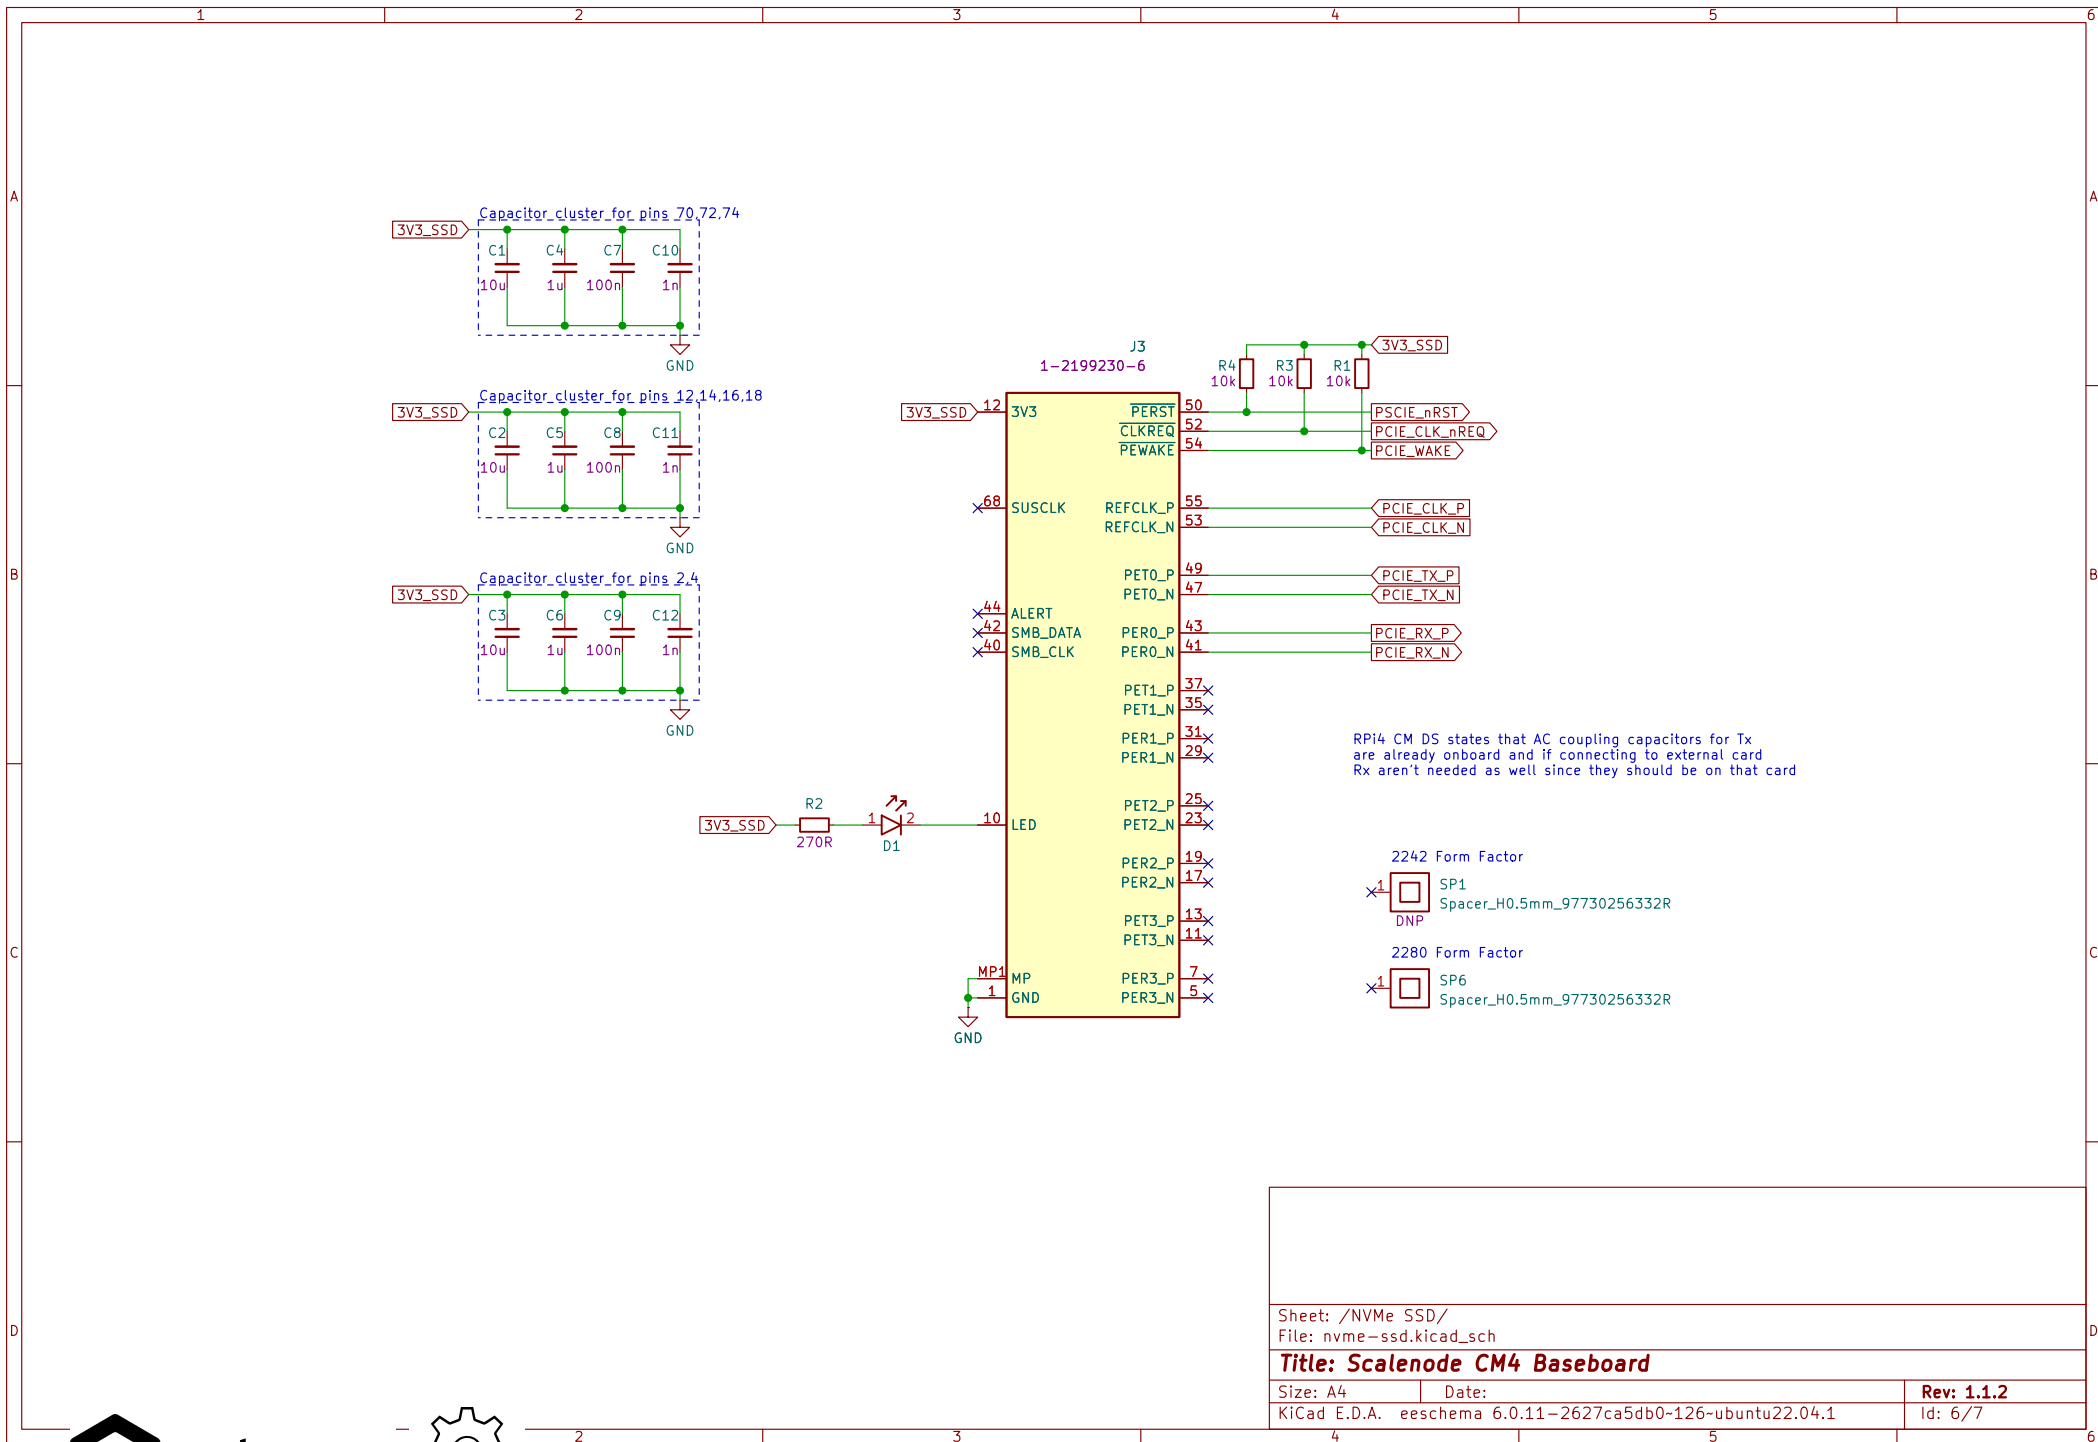 1 2 3 4 5 6
A A
B B
C C
D D
Capacitor cluster for pins 70,72,74
3V3_SSD
C1 C4 C7 C10
10u 1u 100n 1n
GND
Capacitor cluster for pins 12,14,16,18
3V3_SSD
C2 C5 C8 C11
10u 1u 100n 1n
GND
Capacitor cluster for pins 2,4
3V3_SSD
C3 C6 C9 C12
10u 1u 100n 1n
GND
3V3_SSD
R2
270R
1 2
D1
J3
1-2199230-6
3V3_SSD
12 3V3
68 SUSCLK
44 ALERT
42 SMB_DATA
40 SMB_CLK
10 LED
MP1 MP
1 GND
GND
PERST 50
CLKREQ 52
PEWAKE 54
REFCLK_P 55
REFCLK_N 53
PET0_P 49
PET0_N 47
PER0_P 43
PER0_N 41
PET1_P 37
PET1_N 35
PER1_P 31
PER1_N 29
PET2_P 25
PET2_N 23
PER2_P 19
PER2_N 17
PET3_P 13
PET3_N 11
PER3_P 7
PER3_N 5
3V3_SSD
R4 R3 R1
10k 10k 10k
PSCIE_nRST
PCIE_CLK_nREQ
PCIE_WAKE
PCIE_CLK_P
PCIE_CLK_N
PCIE_TX_P
PCIE_TX_N
PCIE_RX_P
PCIE_RX_N
RPi4 CM DS states that AC coupling capacitors for Tx
are already onboard and if connecting to external card
Rx aren't needed as well since they should be on that card
2242 Form Factor
1
SP1
Spacer_H0.5mm_97730256332R
DNP
2280 Form Factor
1
SP6
Spacer_H0.5mm_97730256332R
Sheet: /NVMe SSD/
File: nvme-ssd.kicad_sch
Title: Scalenode CM4 Baseboard
Size: A4 Date: Rev: 1.1.2
KiCad E.D.A. eeschema 6.0.11-2627ca5db0~126~ubuntu22.04.1 Id: 6/7
2 3 4 5 6